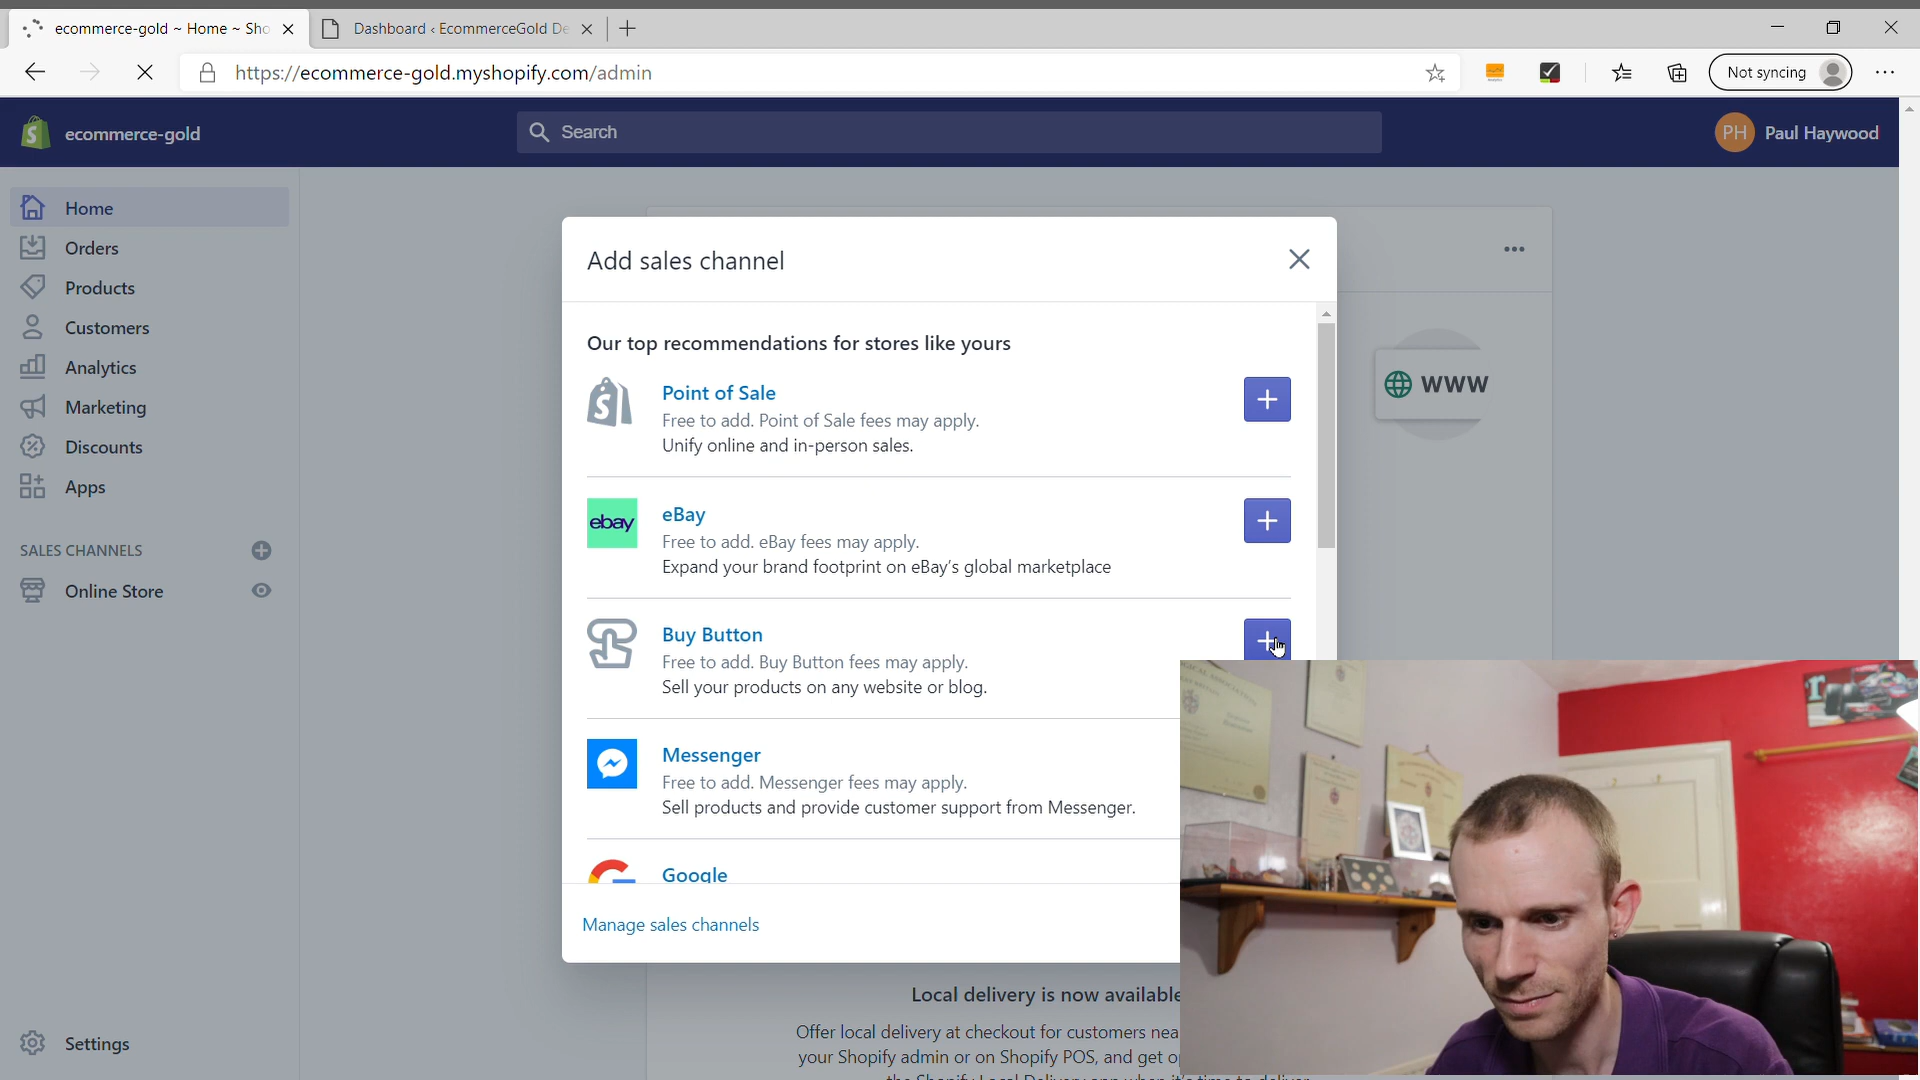 ecommerce-gold ~ Home ~ Sho
Dashboard ‹ EcommerceGold De
https://ecommerce-gold.myshopify.com/admin
Not syncing
ecommerce-gold
Search
PH
Paul Haywood
Home
Orders
Products
Customers
Analytics
Marketing
Discounts
Apps
SALES CHANNELS
Online Store
Settings
Add sales channel
Our top recommendations for stores like yours
Point of Sale
Free to add. Point of Sale fees may apply.
Unify online and in-person sales.
ebay
eBay
Free to add. eBay fees may apply.
Expand your brand footprint on eBay's global marketplace
Buy Button
Free to add. Buy Button fees may apply.
Sell your products on any website or blog.
Messenger
Free to add. Messenger fees may apply.
Sell products and provide customer support from Messenger.
Google
Manage sales channels
WWW
Local delivery is now available
Offer local delivery at checkout for customers nea
your Shopify admin or on Shopify POS, and get o